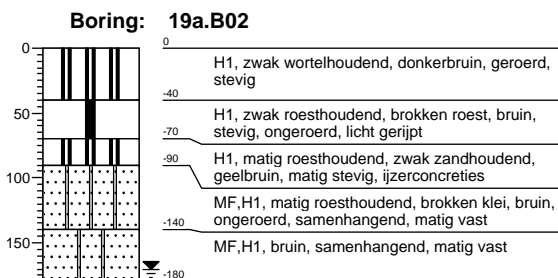 Boring: 19a.B02
0
50
100
150
0
-40
-70
-90
-140
-180
H1, zwak wortelhoudend, donkerbruin, geroerd,
stevig
H1, zwak roesthoudend, brokken roest, bruin,
stevig, ongeroerd, licht gerijpt
H1, matig roesthoudend, zwak zandhoudend,
geelbruin, matig stevig, ijzerconcreties
MF,H1, matig roesthoudend, brokken klei, bruin,
ongeroerd, samenhangend, matig vast
MF,H1, bruin, samenhangend, matig vast